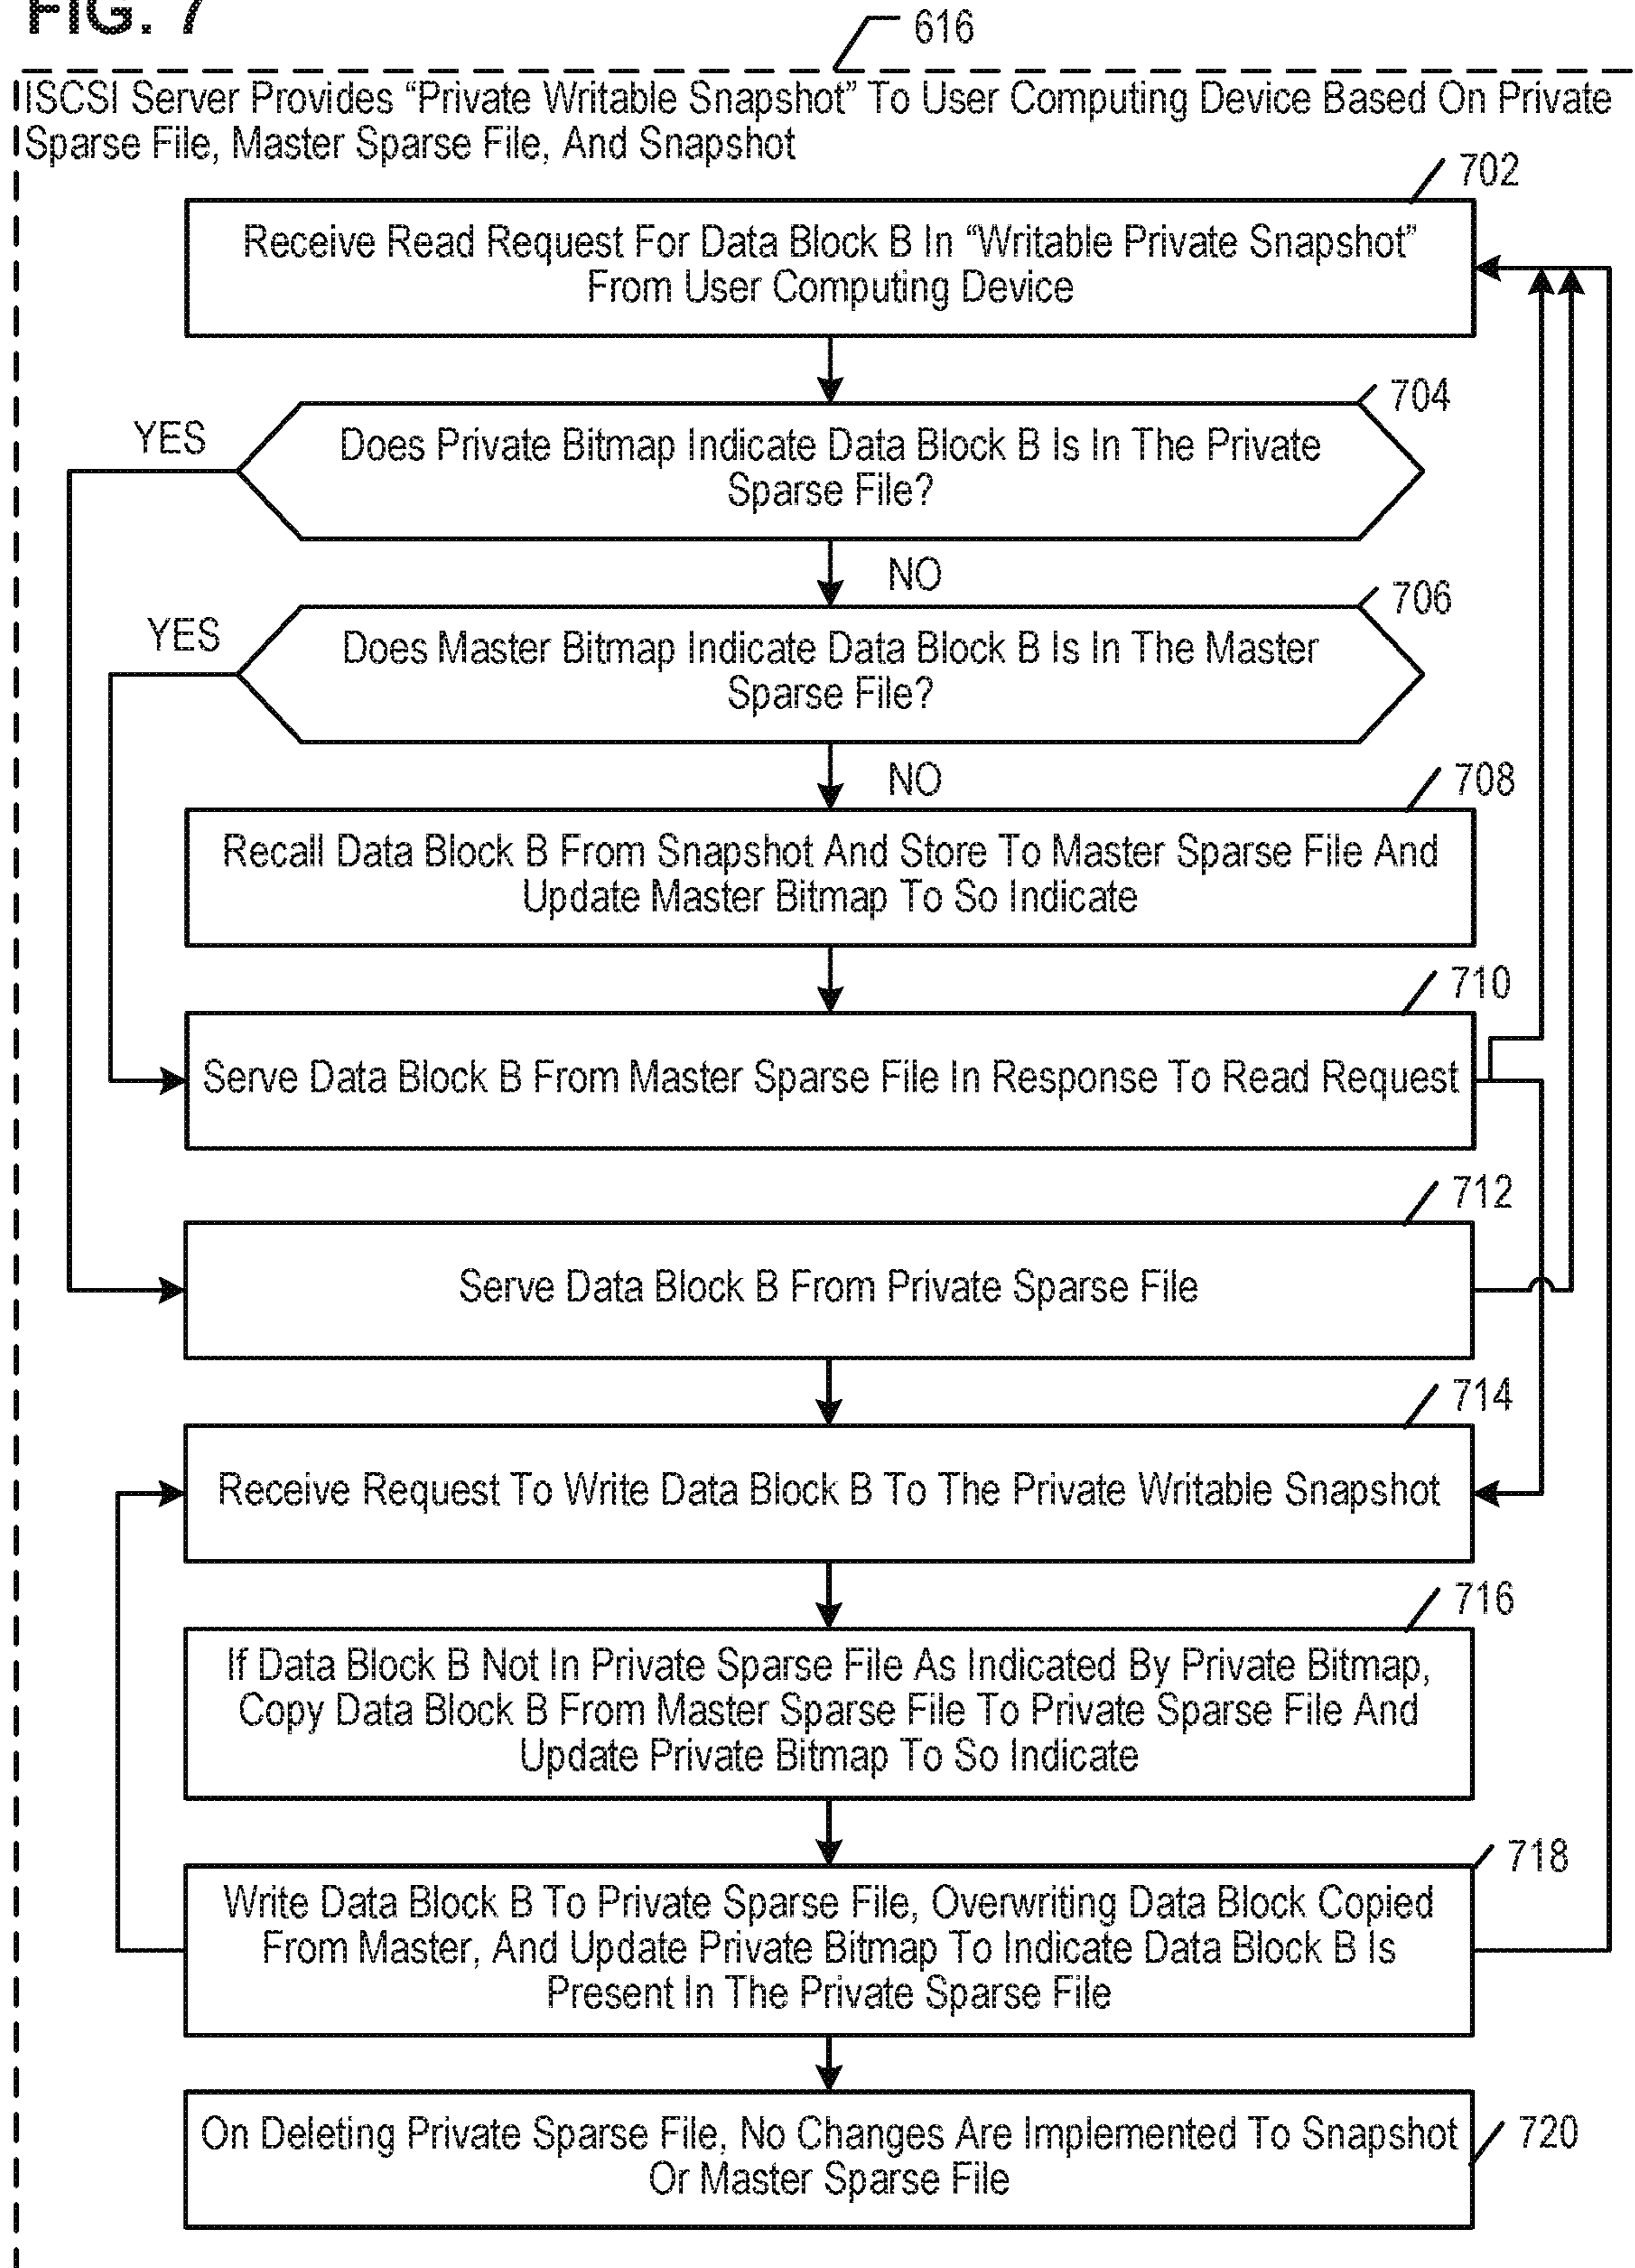 FIG. 7
616
ISCSI Server Provides “Private Writable Snapshot” To User Computing Device Based On Private
Sparse File, Master Sparse File, And Snapshot
702
Receive Read Request For Data Block B In “Writable Private Snapshot”
From User Computing Device
704
YES
Does Private Bitmap Indicate Data Block B Is In The Private
Sparse File?
NO
706
YES
Does Master Bitmap Indicate Data Block B Is In The Master
Sparse File?
NO
708
Recall Data Block B From Snapshot And Store To Master Sparse File And
Update Master Bitmap To So Indicate
710
Serve Data Block B From Master Sparse File In Response To Read Request
712
Serve Data Block B From Private Sparse File
714
Receive Request To Write Data Block B To The Private Writable Snapshot
716
If Data Block B Not In Private Sparse File As Indicated By Private Bitmap,
Copy Data Block B From Master Sparse File To Private Sparse File And
Update Private Bitmap To So Indicate
718
Write Data Block B To Private Sparse File, Overwriting Data Block Copied
From Master, And Update Private Bitmap To Indicate Data Block B Is
Present In The Private Sparse File
On Deleting Private Sparse File, No Changes Are Implemented To Snapshot
Or Master Sparse File
720